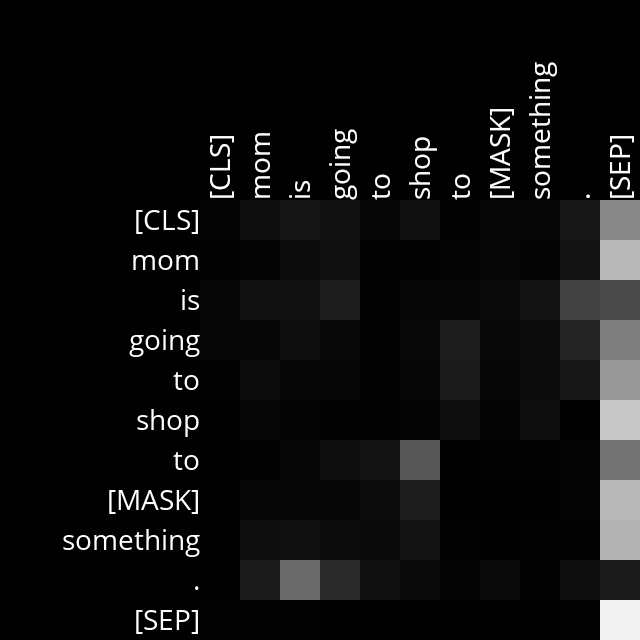 [CLS]
mom
is
going
to
shop
to
[MASK]
something
.
[SEP]
[CLS]
mom
is
going
to
shop
to
[MASK]
something
.
[SEP]